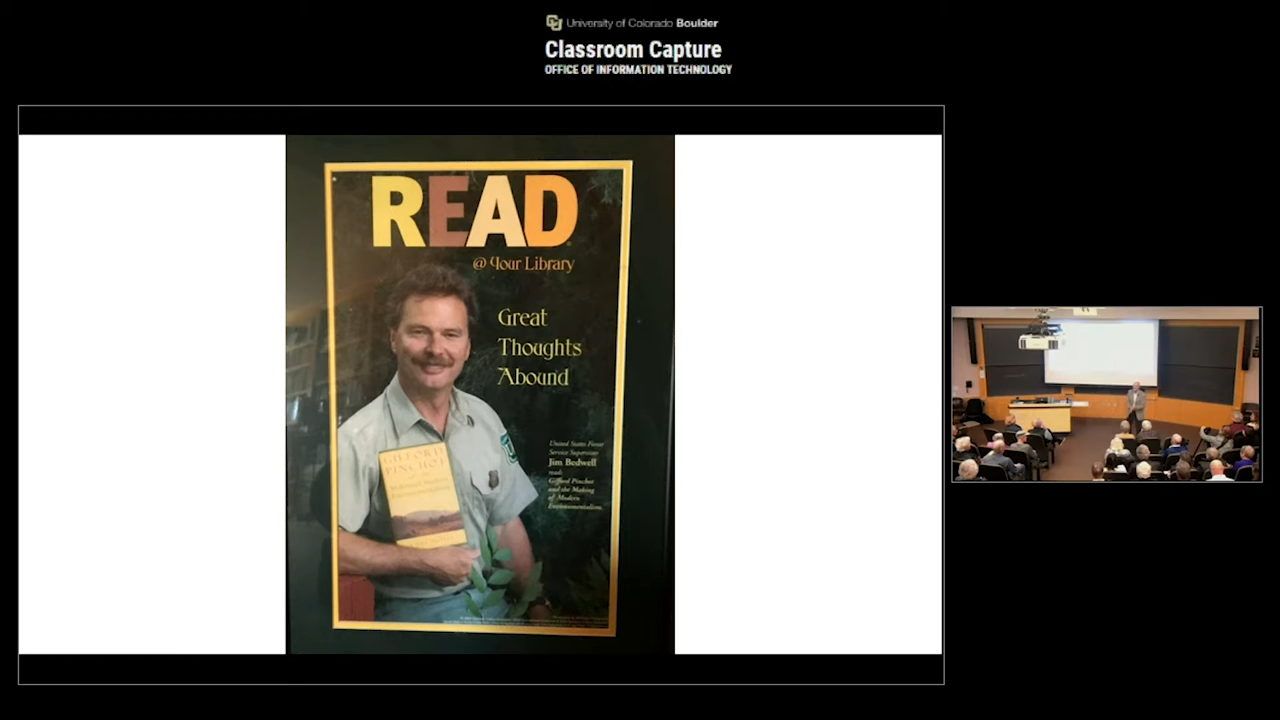 University of Colorado Boulder
Classroom Capture
OFFICE OF INFORMATION TECHNOLOGY
READ
@ Your Library
Great
Thoughts
Abound
GIFFORD
PINCHOT
United States Forest
Service Supervisor
Jim Bedwell
read:
Gifford Pinchot
and the Making
of Modern
Environmentalism.